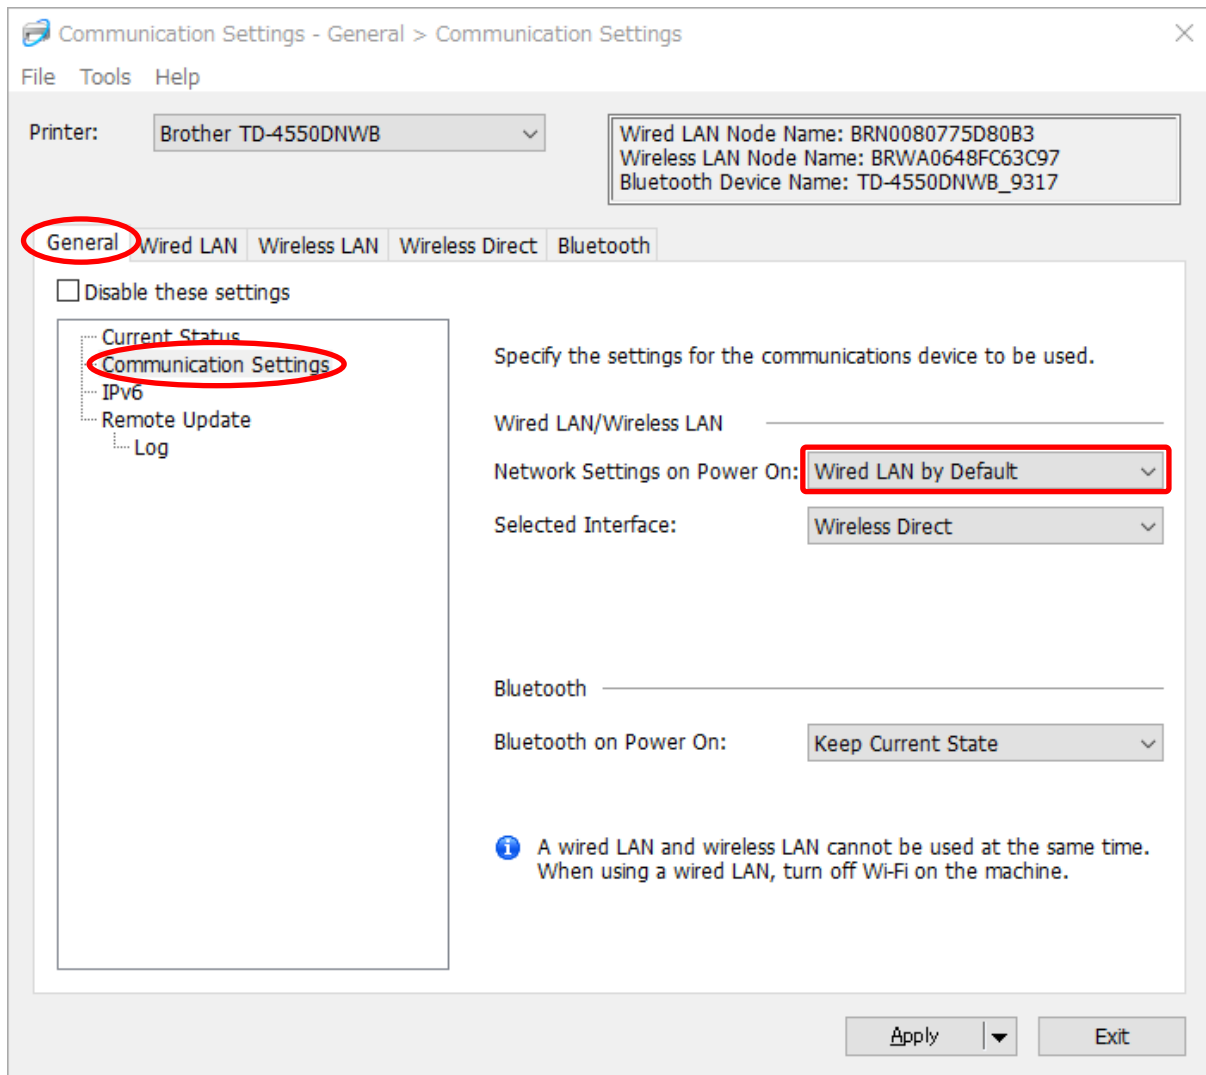 Communication Settings - General > Communication Settings
File Tools Help
Printer: Brother TD-4550DNWB
Wired LAN Node Name: BRN0080775D80B3
Wireless LAN Node Name: BRWA0648FC63C97
Bluetooth Device Name: TD-4550DNWB_9317
General Wired LAN Wireless LAN Wireless Direct Bluetooth
Disable these settings
Current Status
Communication Settings
IPv6
Remote Update
Log
Specify the settings for the communications device to be used.
Wired LAN/Wireless LAN
Network Settings on Power On: Wired LAN by Default
Selected Interface: Wireless Direct
Bluetooth
Bluetooth on Power On: Keep Current State
A wired LAN and wireless LAN cannot be used at the same time.
When using a wired LAN, turn off Wi-Fi on the machine.
Apply Exit